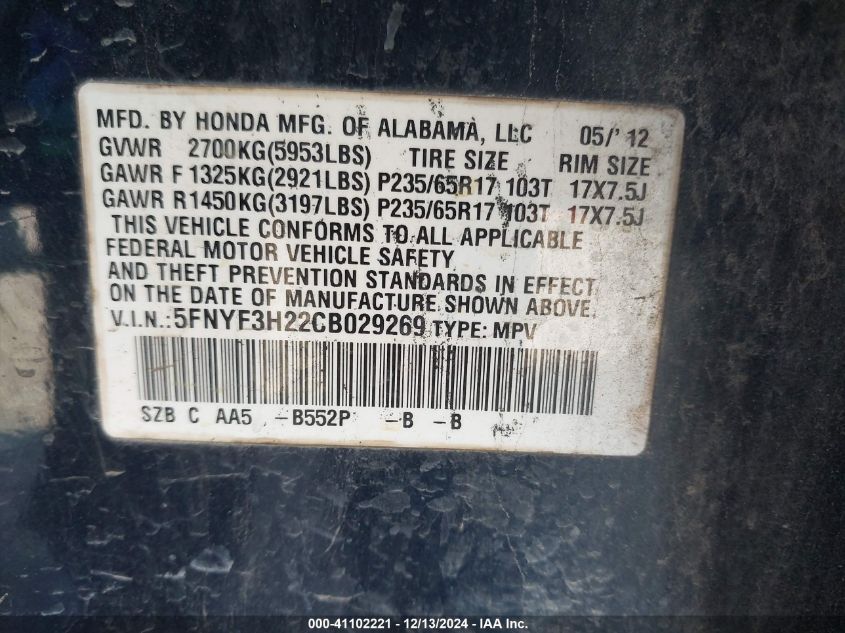 MFD. BY HONDA MFG. OF ALABAMA, LLC 05/'12
GVWR 2700KG(5953LBS) TIRE SIZE RIM SIZE
GAWR F 1325KG(2921LBS) P235/65R17 103T 17X7.5J
GAWR R 1450KG(3197LBS) P235/65R17 103T 17X7.5J
THIS VEHICLE CONFORMS TO ALL APPLICABLE
FEDERAL MOTOR VEHICLE SAFETY
AND THEFT PREVENTION STANDARDS IN EFFECT
ON THE DATE OF MANUFACTURE SHOWN ABOVE.
V.I.N.: 5FNYF3H22CB029269 TYPE: MPV
SZB C AA5 -B552P -B -B
000-41102221 - 12/13/2024 - IAA Inc.